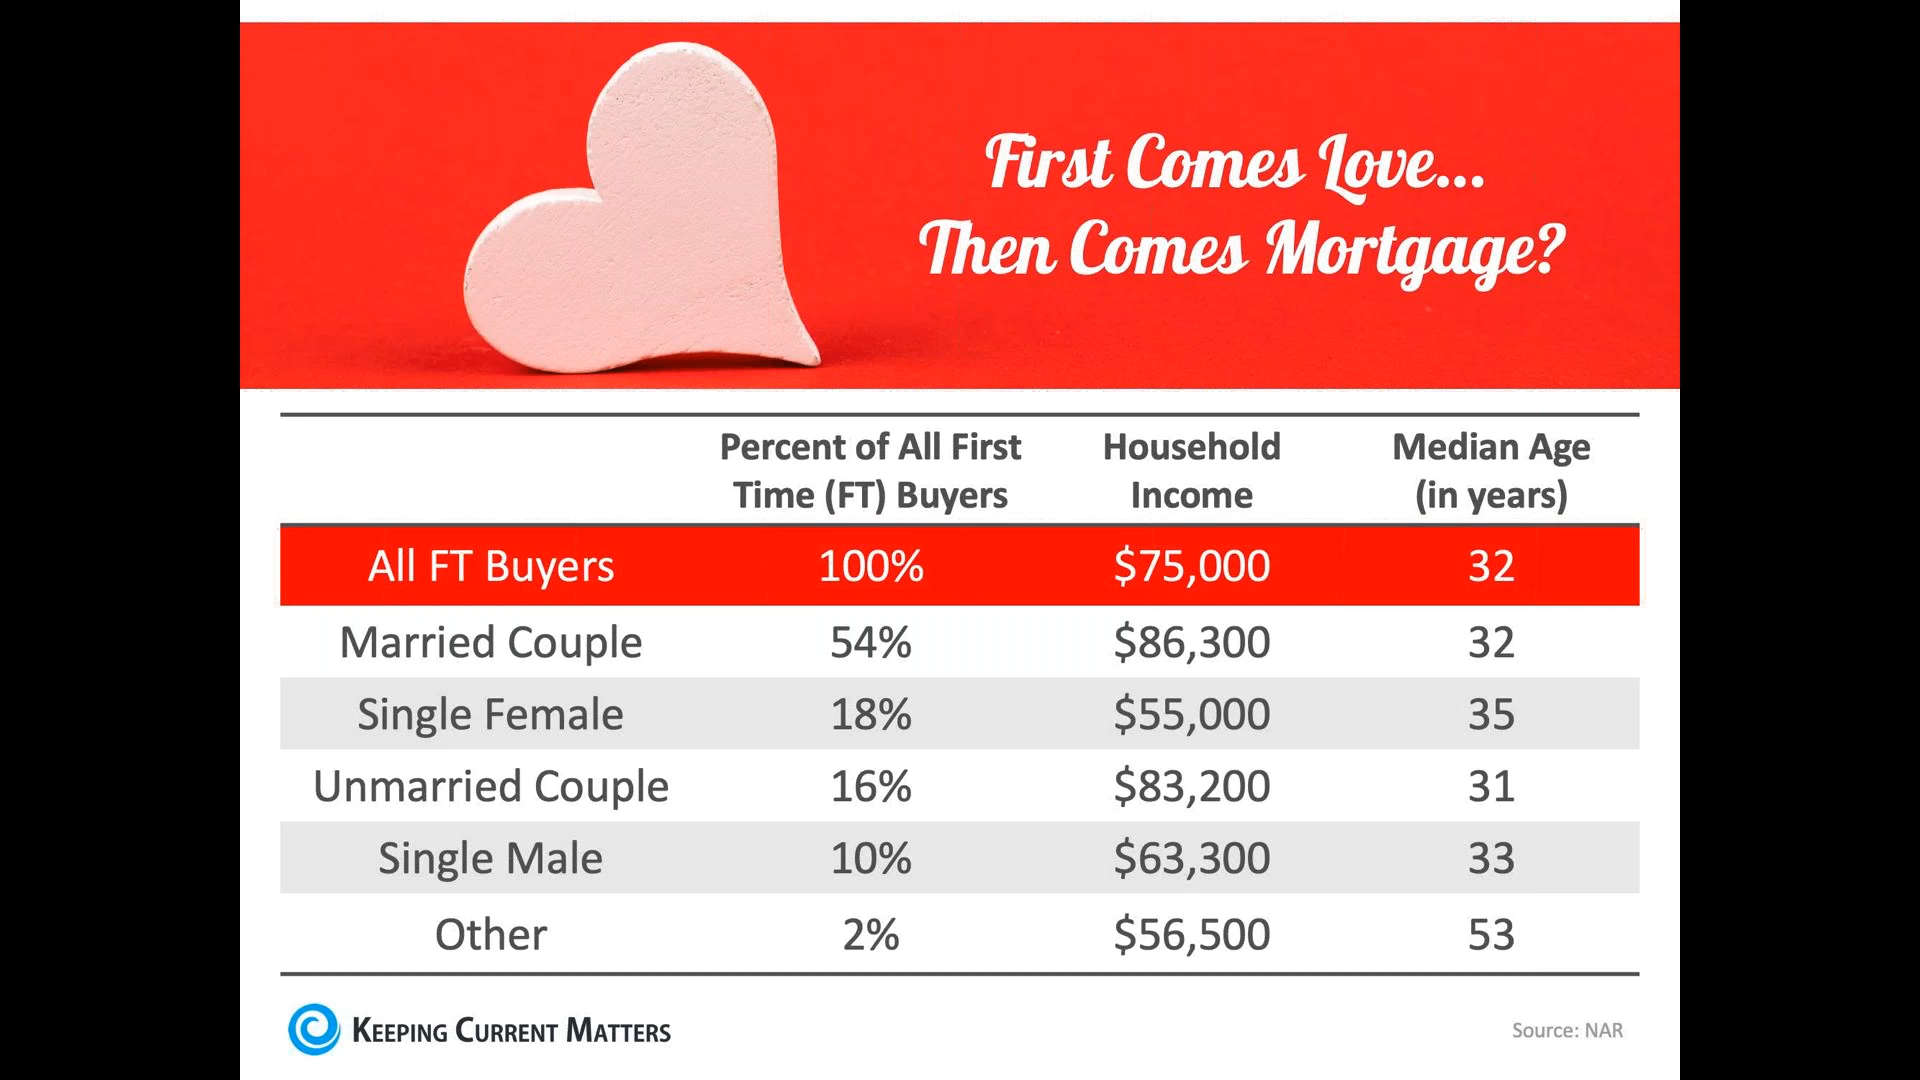 First Comes Love...
Then Comes Mortgage?
Percent of All First Time (FT) Buyers Household Income Median Age (in years)
All FT Buyers 100% $75,000 32
Married Couple 54% $86,300 32
Single Female 18% $55,000 35
Unmarried Couple 16% $83,200 31
Single Male 10% $63,300 33
Other 2% $56,500 53
KEEPING CURRENT MATTERS Source: NAR